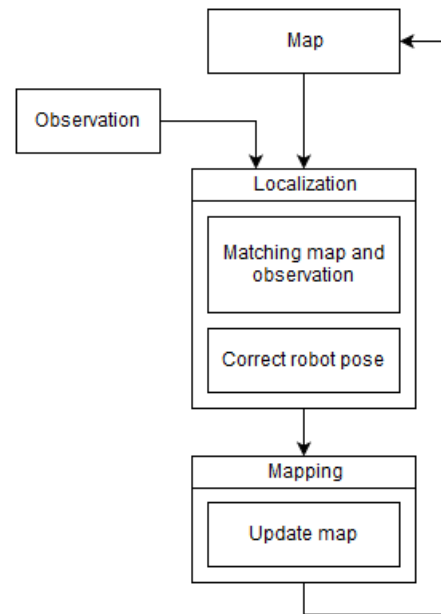 Map
Observation
Localization
Matching map and
observation
Correct robot pose
Mapping
Update map